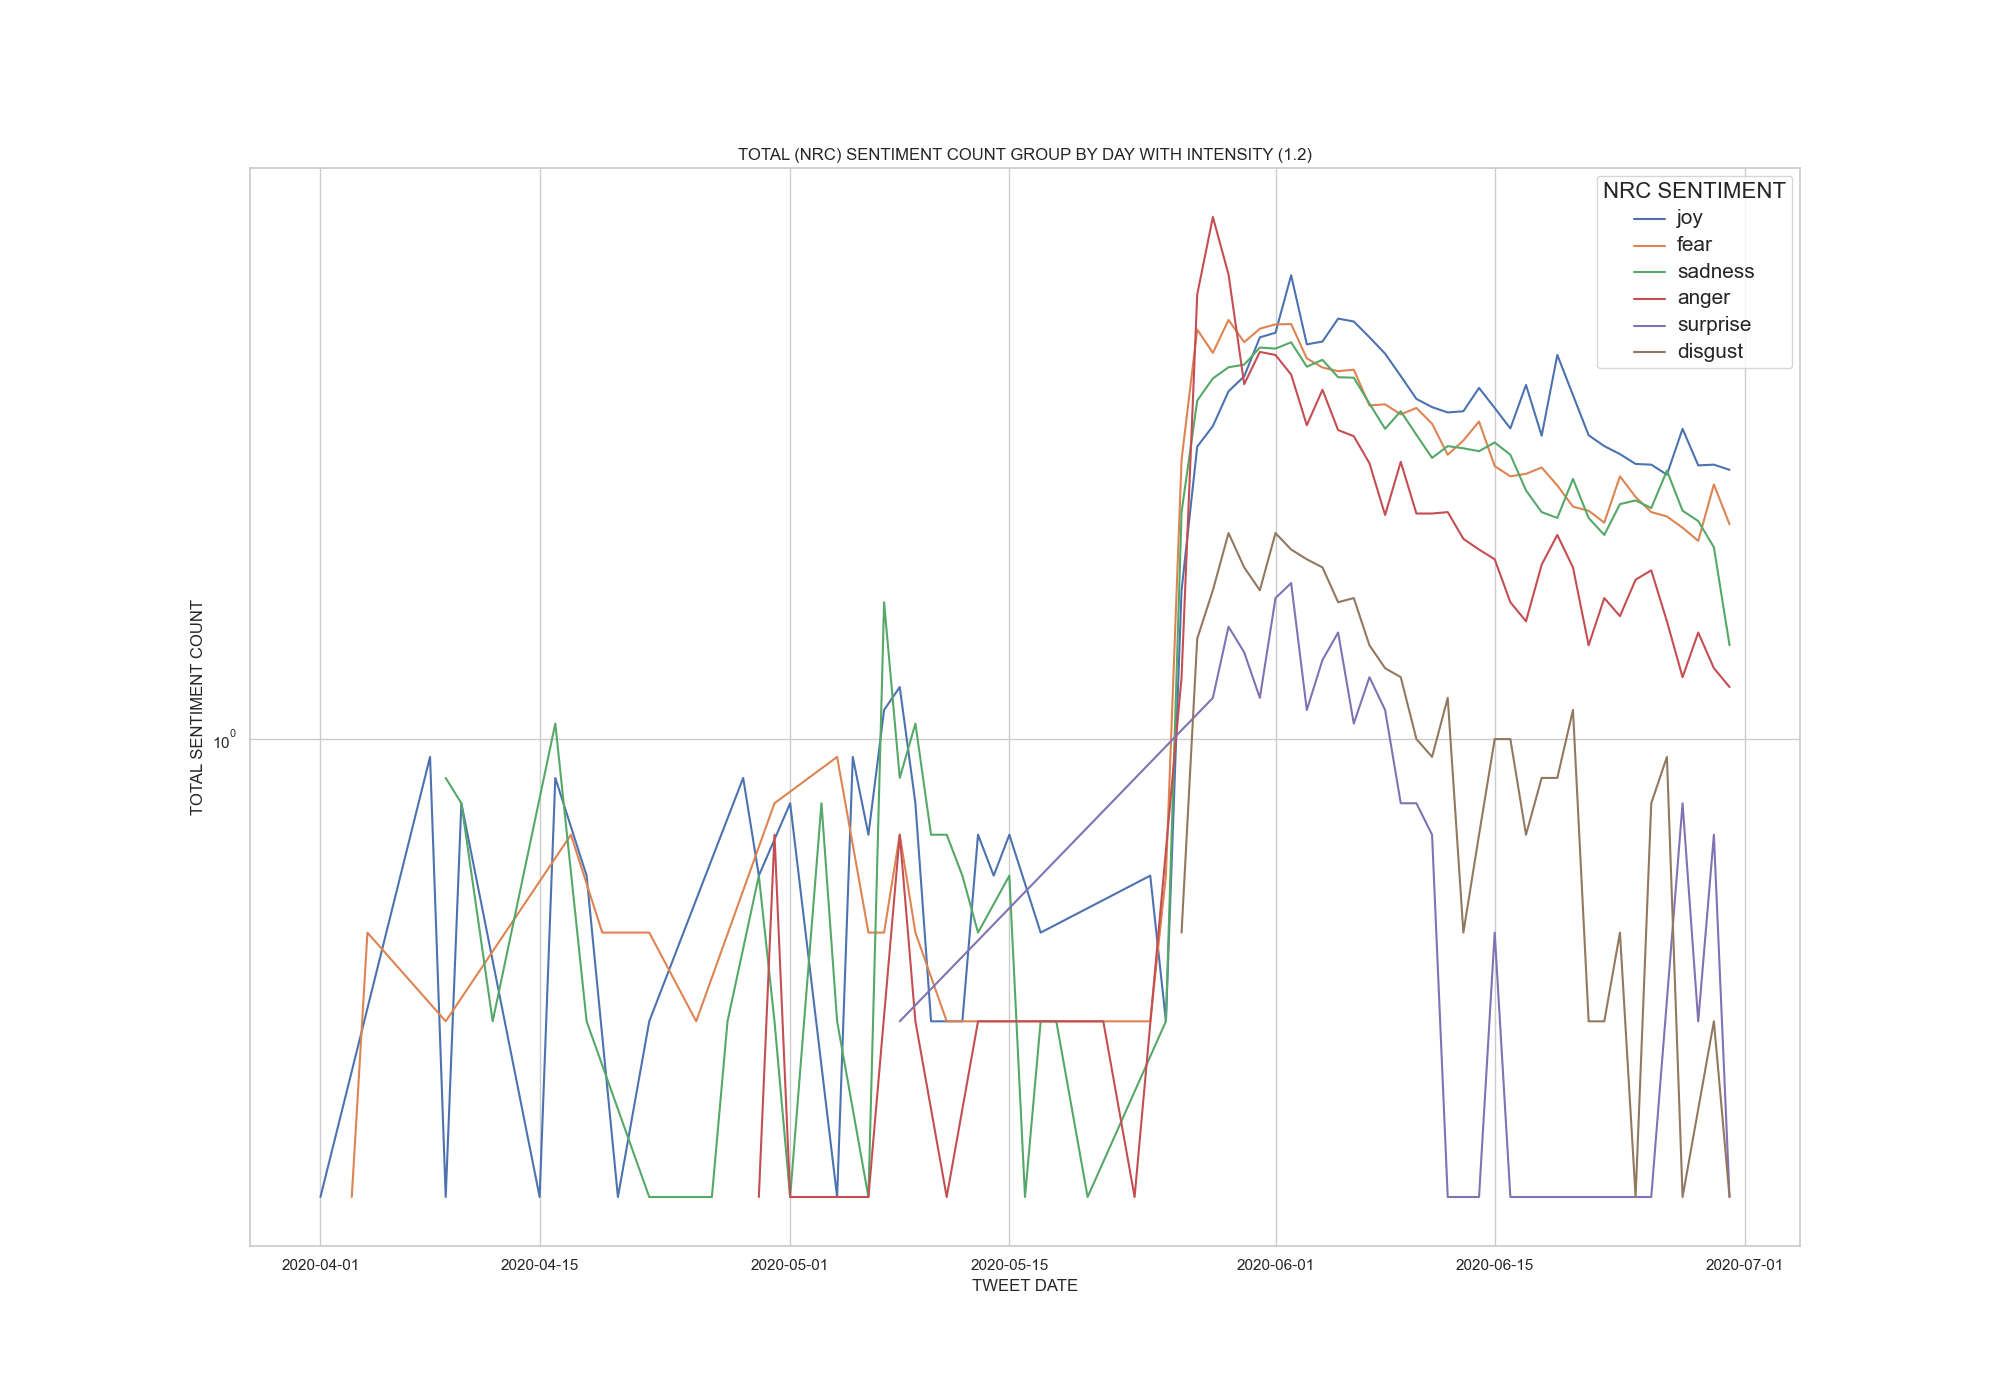 TOTAL (NRC) SENTIMENT COUNT GROUP BY DAY WITH INTENSITY (1.2)
NRC SENTIMENT
joy
fear
sadness
anger
surprise
disgust
TOTAL SENTIMENT COUNT
10⁰
2020-04-01 2020-04-15 2020-05-01 2020-05-15 2020-06-01 2020-06-15 2020-07-01
TWEET DATE